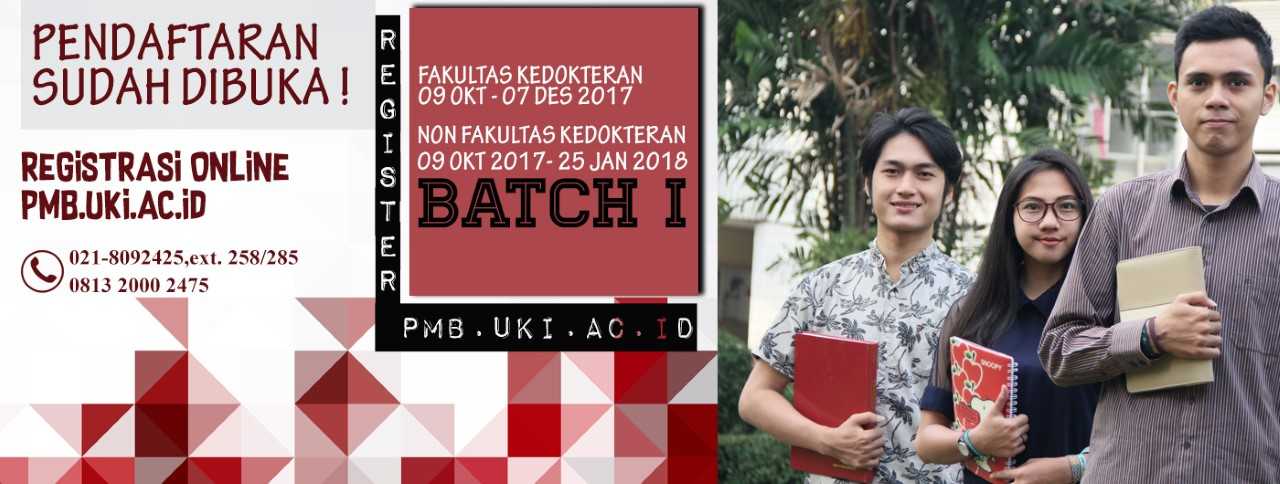 PENDAFTARAN
SUDAH DIBUKA !
REGiSTRASi ONLiNE
PMB.UKi.AC.iD
021-8092425,ext. 258/285
0813 2000 2475
REGISTER
FAKULTAS KEDOKTERAN
09 OKT - 07 DES 2017
NON FAKULTAS KEDOKTERAN
09 OKT 2017- 25 JAN 2018
BATCH I
PMB.UKI.AC.ID
SNOOPY